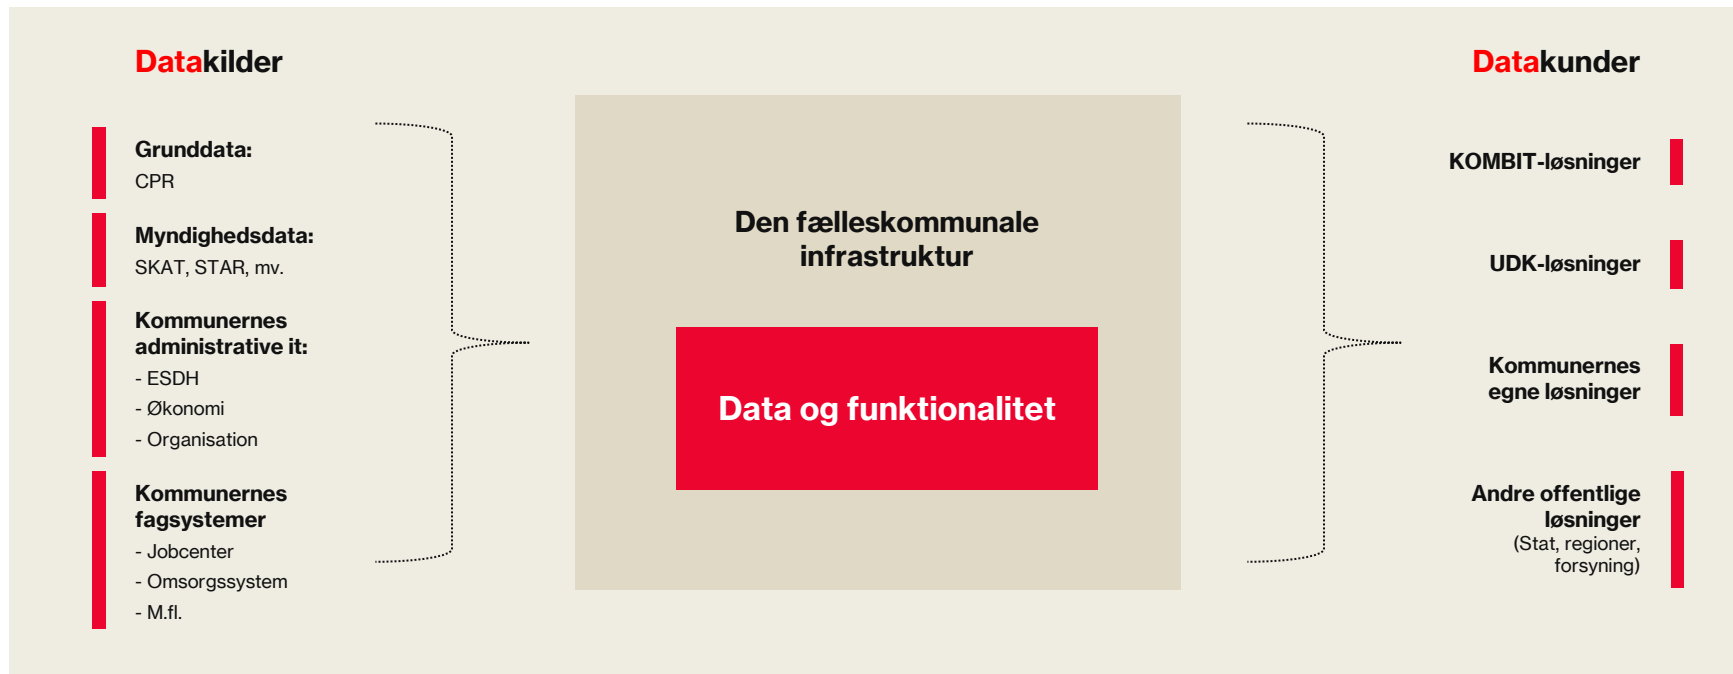 Datakilder
Grunddata:
CPR
Myndighedsdata:
SKAT, STAR, mv.
Kommunernes
administrative it:
- ESDH
- Økonomi
- Organisation
Kommunernes
fagsystemer
- Jobcenter
- Omsorgssystem
- M.fl.
Den fælleskommunale
infrastruktur
Data og funktionalitet
Datakunder
KOMBIT-løsninger
UDK-løsninger
Kommunernes
egne løsninger
Andre offentlige
løsninger
(Stat, regioner,
forsyning)